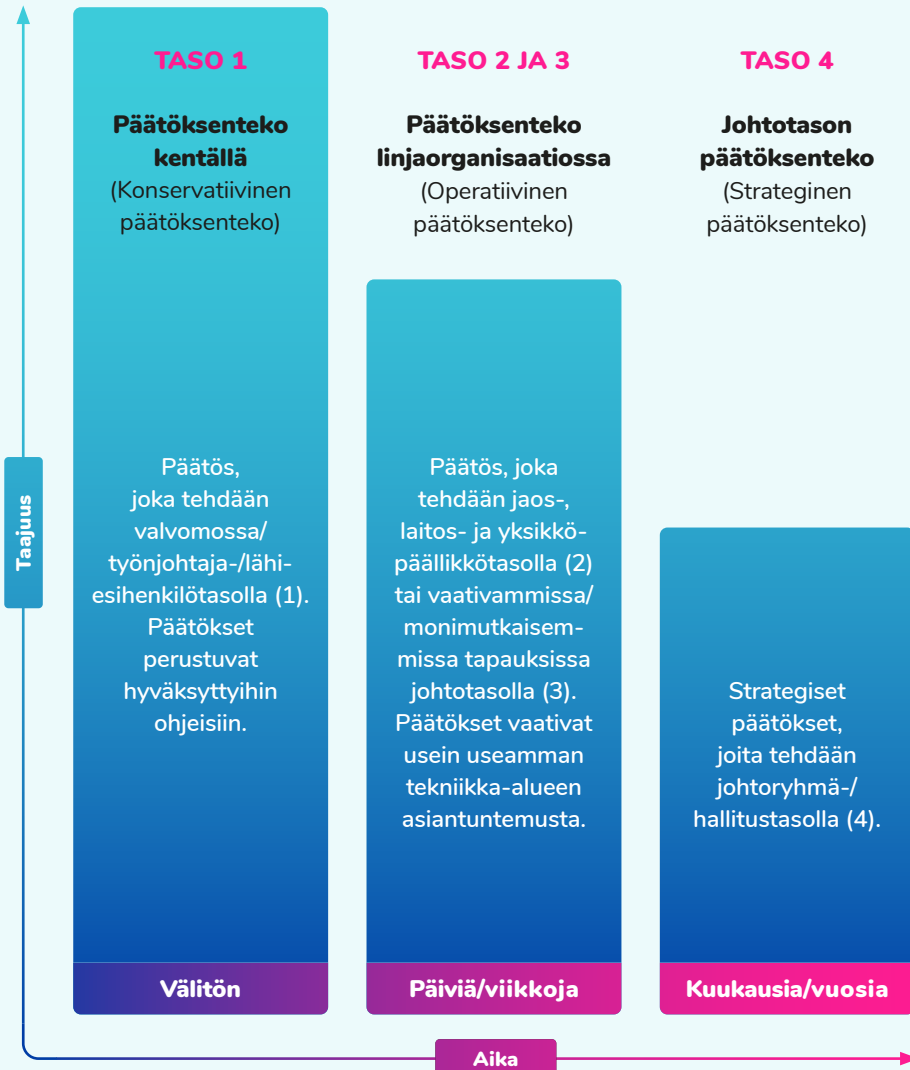 TASO 1
Päätöksenteko
kentällä
(Konservatiivinen
päätöksenteko)
Päätös,
joka tehdään
valvomossa/
työnjohtaja-/lähi-
esihenkilötasolla (1).
Päätökset
perustuvat
hyväksyttyihin
ohjeisiin.
Välitön
TASO 2 JA 3
Päätöksenteko
linjaorganisaatiossa
(Operatiivinen
päätöksenteko)
Päätös, joka
tehdään jaos-,
laitos- ja yksikkö-
päällikkötasolla (2)
tai vaativammissa/
monimutkaisem-
missa tapauksissa
johtotasolla (3).
Päätökset vaativat
usein useamman
tekniikka-alueen
asiantuntemusta.
Päiviä/viikkoja
TASO 4
Johtotason
päätöksenteko
(Strateginen
päätöksenteko)
Strategiset
päätökset,
joita tehdään
johtoryhmä-/
hallitustasolla (4).
Kuukausia/vuosia
Taajuus
Aika